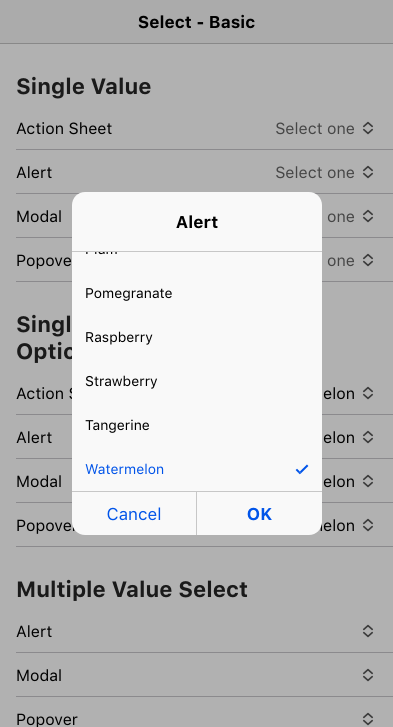 Select - Basic
Single Value
Action Sheet Select one
Alert Select one
Modal one
Popove one
Alert
Plum
Pomegranate
Raspberry
Strawberry
Tangerine
Watermelon
Cancel OK
Singl
Optio
Action S elon
Alert elon
Modal elon
Popove elon
Multiple Value Select
Alert
Modal
Popover